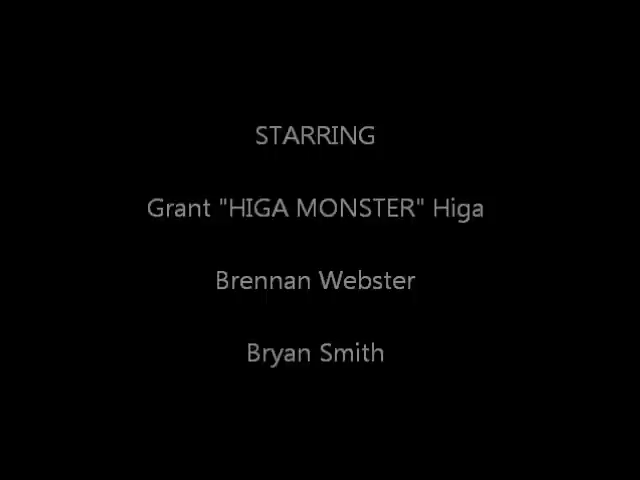 STARRING
Grant "HIGA MONSTER" Higa
Brennan Webster
Bryan Smith